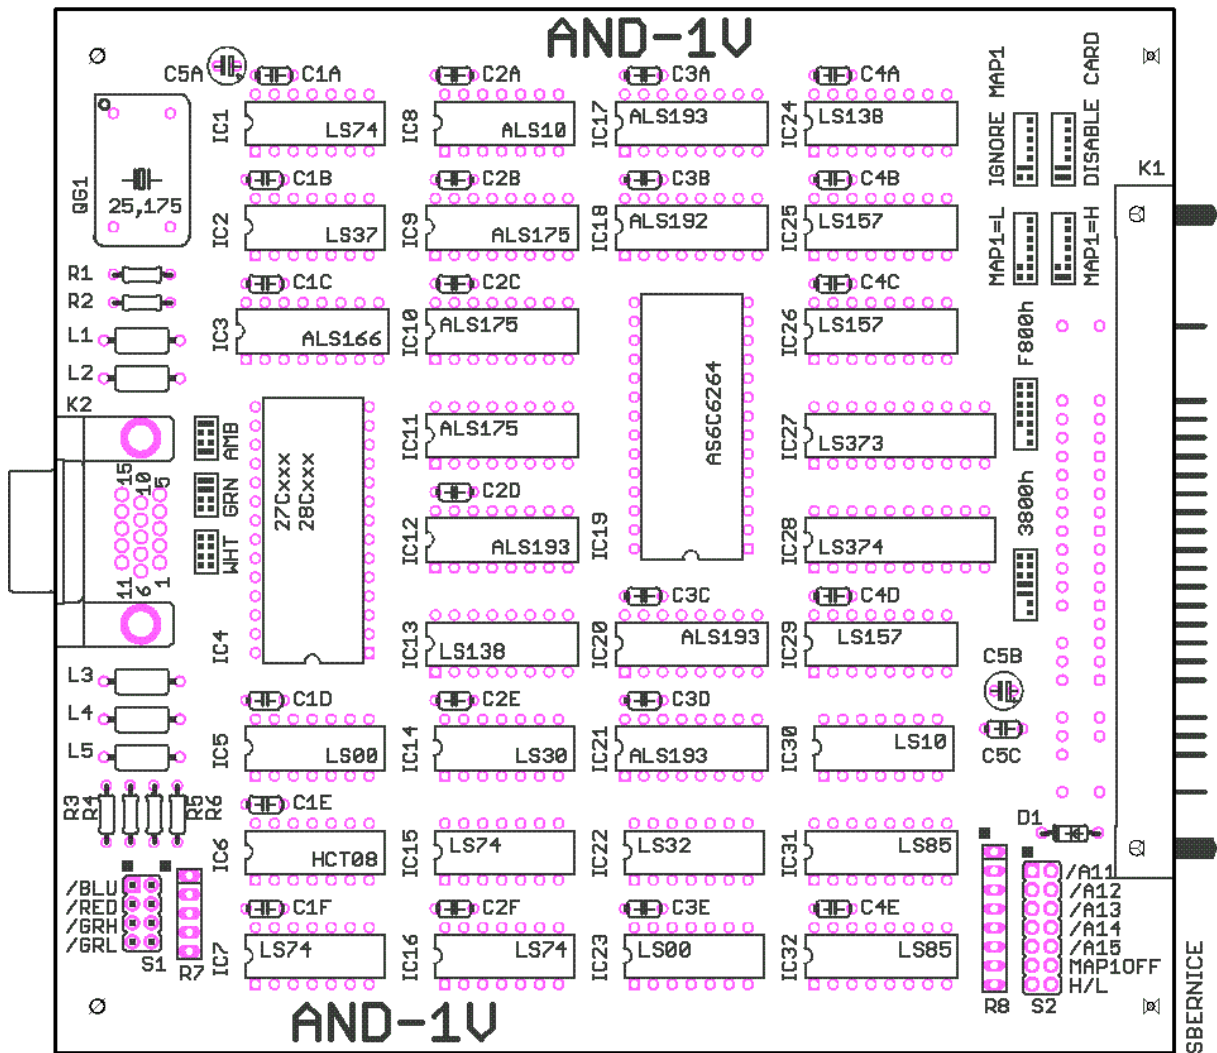 AND-1V
C5A
C1A
C2A
C3A
C4A
IGNORE MAP1
DISABLE CARD
IC1
LS74
IC8
ALS10
IC17
ALS193
IC24
LS138
K1
QG1
25,175
C1B
C2B
C3B
C4B
IC2
LS37
IC9
ALS175
IC18
ALS192
IC25
LS157
MAP1=L
MAP1=H
R1
R2
C1C
C2C
C4C
L1
IC3
ALS166
IC10
ALS175
IC26
LS157
F800h
L2
K2
AMB
IC11
ALS175
AS6C6264
IC27
LS373
15
10
5
GRN
27Cxxx
28Cxxx
C2D
3800h
WHT
IC12
ALS193
IC19
IC28
LS374
11
6
1
C3C
C4D
IC4
IC13
LS138
IC20
ALS193
IC29
LS157
C5B
L3
C1D
C2E
C3D
L4
L5
IC5
LS00
IC14
LS30
IC21
ALS193
IC30
LS10
C5C
R3
R4
R5
R6
C1E
D1
IC6
HCT08
IC15
LS74
IC22
LS32
IC31
LS85
/BLU
/RED
/GRH
/GRL
/A11
/A12
/A13
/A14
/A15
MAP1OFF
H/L
C1F
C2F
C3E
C4E
S1
R7
IC7
LS74
IC16
LS74
IC23
LS00
IC32
LS85
R8
S2
AND-1V
SBERNICE